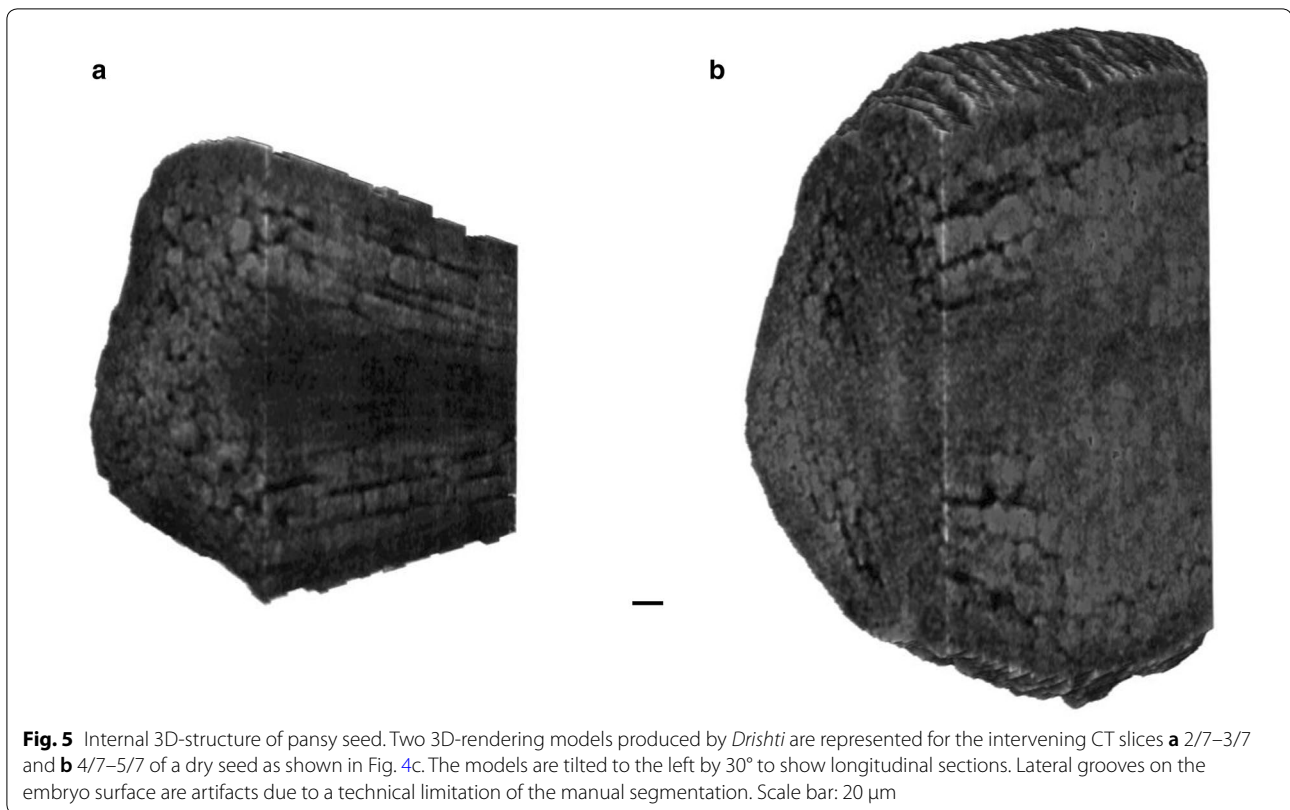 a
b
Fig. 5 Internal 3D-structure of pansy seed. Two 3D-rendering models produced by Drishti are represented for the intervening CT slices a 2/7–3/7
and b 4/7–5/7 of a dry seed as shown in Fig. 4c. The models are tilted to the left by 30° to show longitudinal sections. Lateral grooves on the
embryo surface are artifacts due to a technical limitation of the manual segmentation. Scale bar: 20 μm